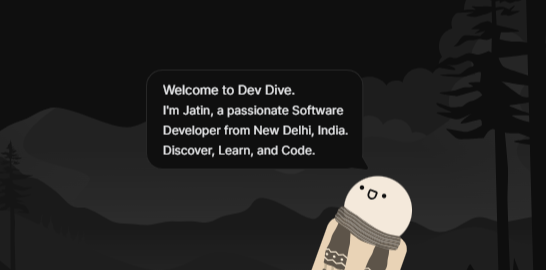 Welcome to Dev Dive.
I'm Jatin, a passionate Software
Developer from New Delhi, India.
Discover, Learn, and Code.